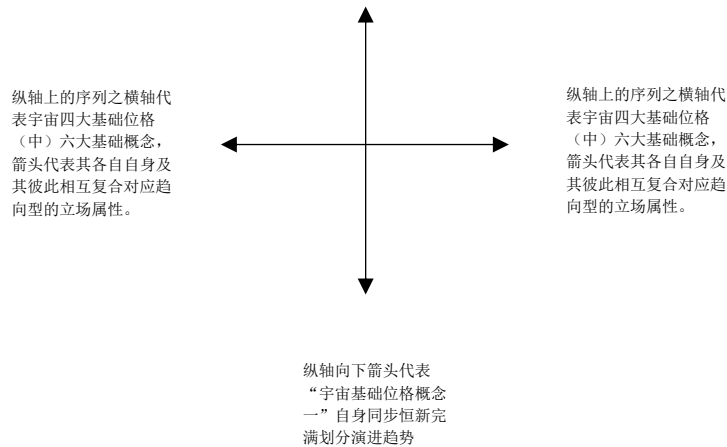 纵轴上的序列之横轴代
表宇宙四大基础位格
（中）六大基础概念，
箭头代表其各自自身及
其彼此相互复合对应趋
向型的立场属性。
纵轴上的序列之横轴代
表宇宙四大基础位格
（中）六大基础概念，
箭头代表其各自自身及
其彼此相互复合对应趋
向型的立场属性。
纵轴向下箭头代表
“宇宙基础位格概念
一”自身同步恒新完
满划分演进趋势